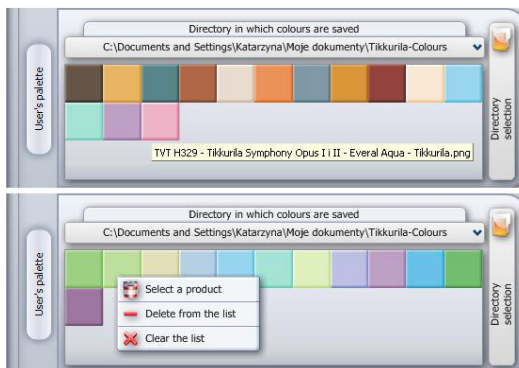 Directory in which colours are saved
C:\Documents and Settings\Katarzyna\Moje dokumenty\Tikkurila-Colours
User's palette
Directory
selection
TVT H329 - Tikkurila Symphony Opus I i II - Everal Aqua - Tikkurila.png
Directory in which colours are saved
C:\Documents and Settings\Katarzyna\Moje dokumenty\Tikkurila-Colours
User's palette
Directory
selection
Select a product
Delete from the list
Clear the list